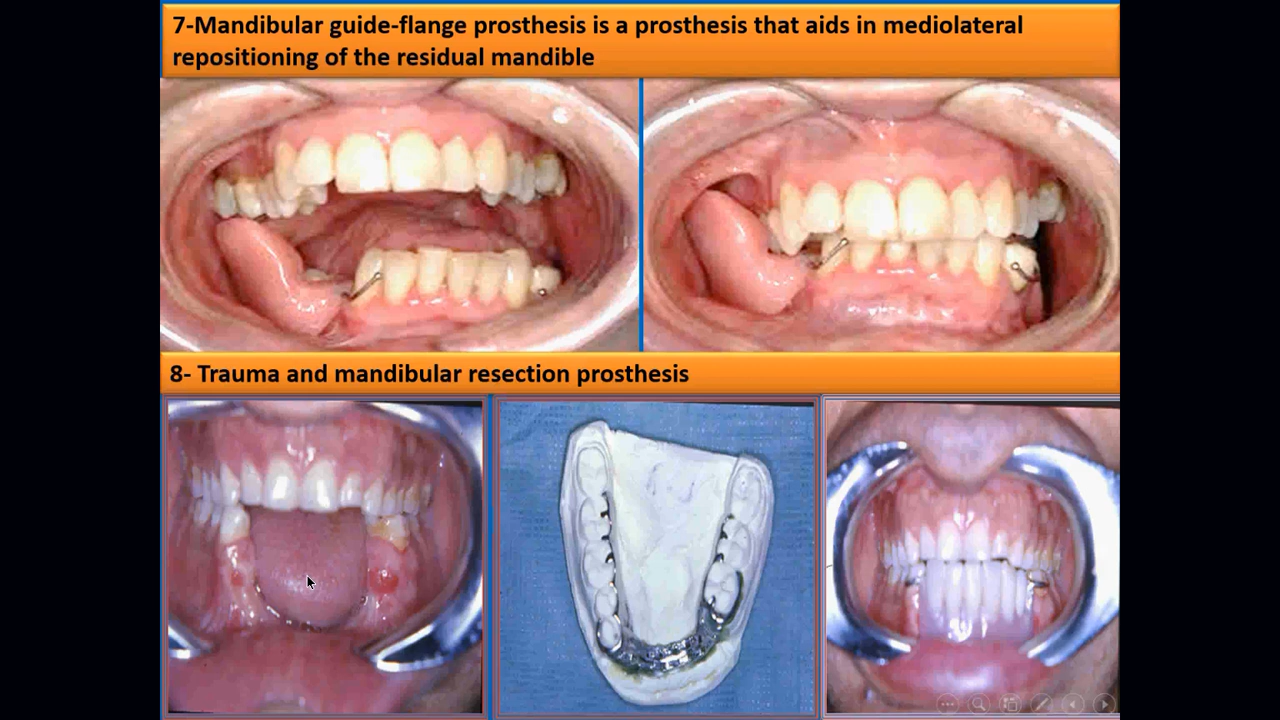 7-Mandibular guide-flange prosthesis is a prosthesis that aids in mediolateral
repositioning of the residual mandible
8- Trauma and mandibular resection prosthesis